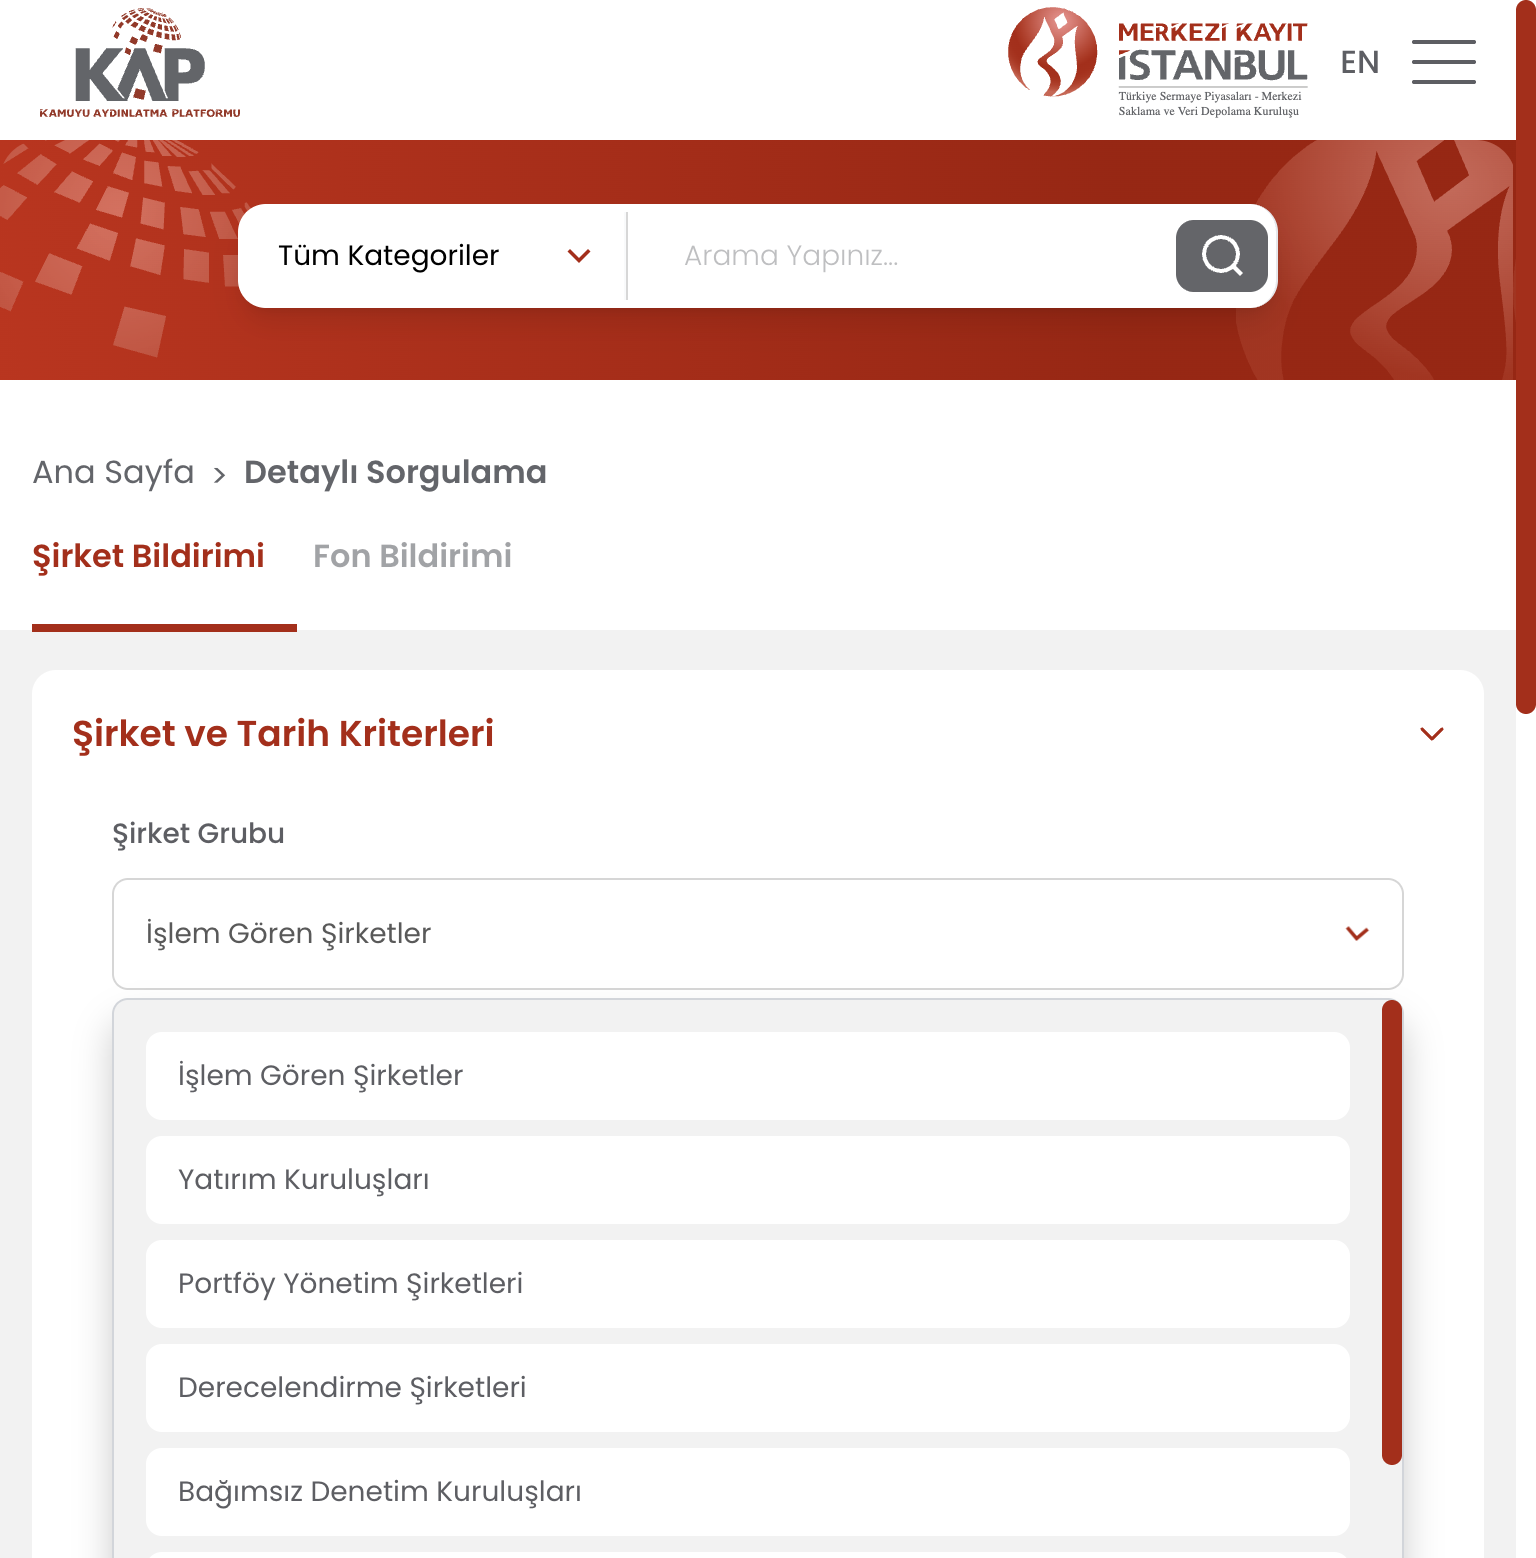 KAP
KAMUYU AYDINLATMA PLATFORMU
MERKEZİ KAYIT
İSTANBUL
Türkiye Sermaye Piyasaları - Merkezi
Saklama ve Veri Depolama Kuruluşu
EN
Tüm Kategoriler
Arama Yapınız...
Ana Sayfa > Detaylı Sorgulama
Şirket Bildirimi Fon Bildirimi
Şirket ve Tarih Kriterleri
Şirket Grubu
İşlem Gören Şirketler
İşlem Gören Şirketler
Yatırım Kuruluşları
Portföy Yönetim Şirketleri
Derecelendirme Şirketleri
Bağımsız Denetim Kuruluşları